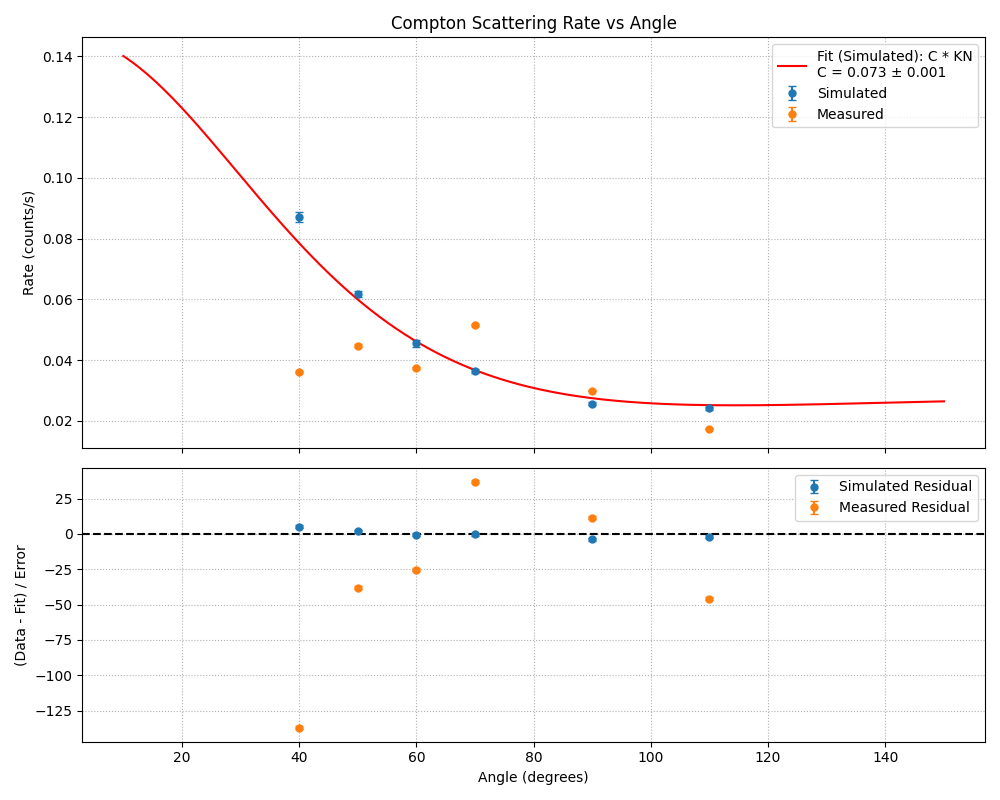 Compton Scattering Rate vs Angle
Fit (Simulated): C * KN
C = 0.073 ± 0.001
Simulated
Measured
Rate (counts/s)
0.14
0.12
0.10
0.08
0.06
0.04
0.02
Simulated Residual
Measured Residual
(Data - Fit) / Error
25
0
−25
−50
−75
−100
−125
20 40 60 80 100 120 140
Angle (degrees)